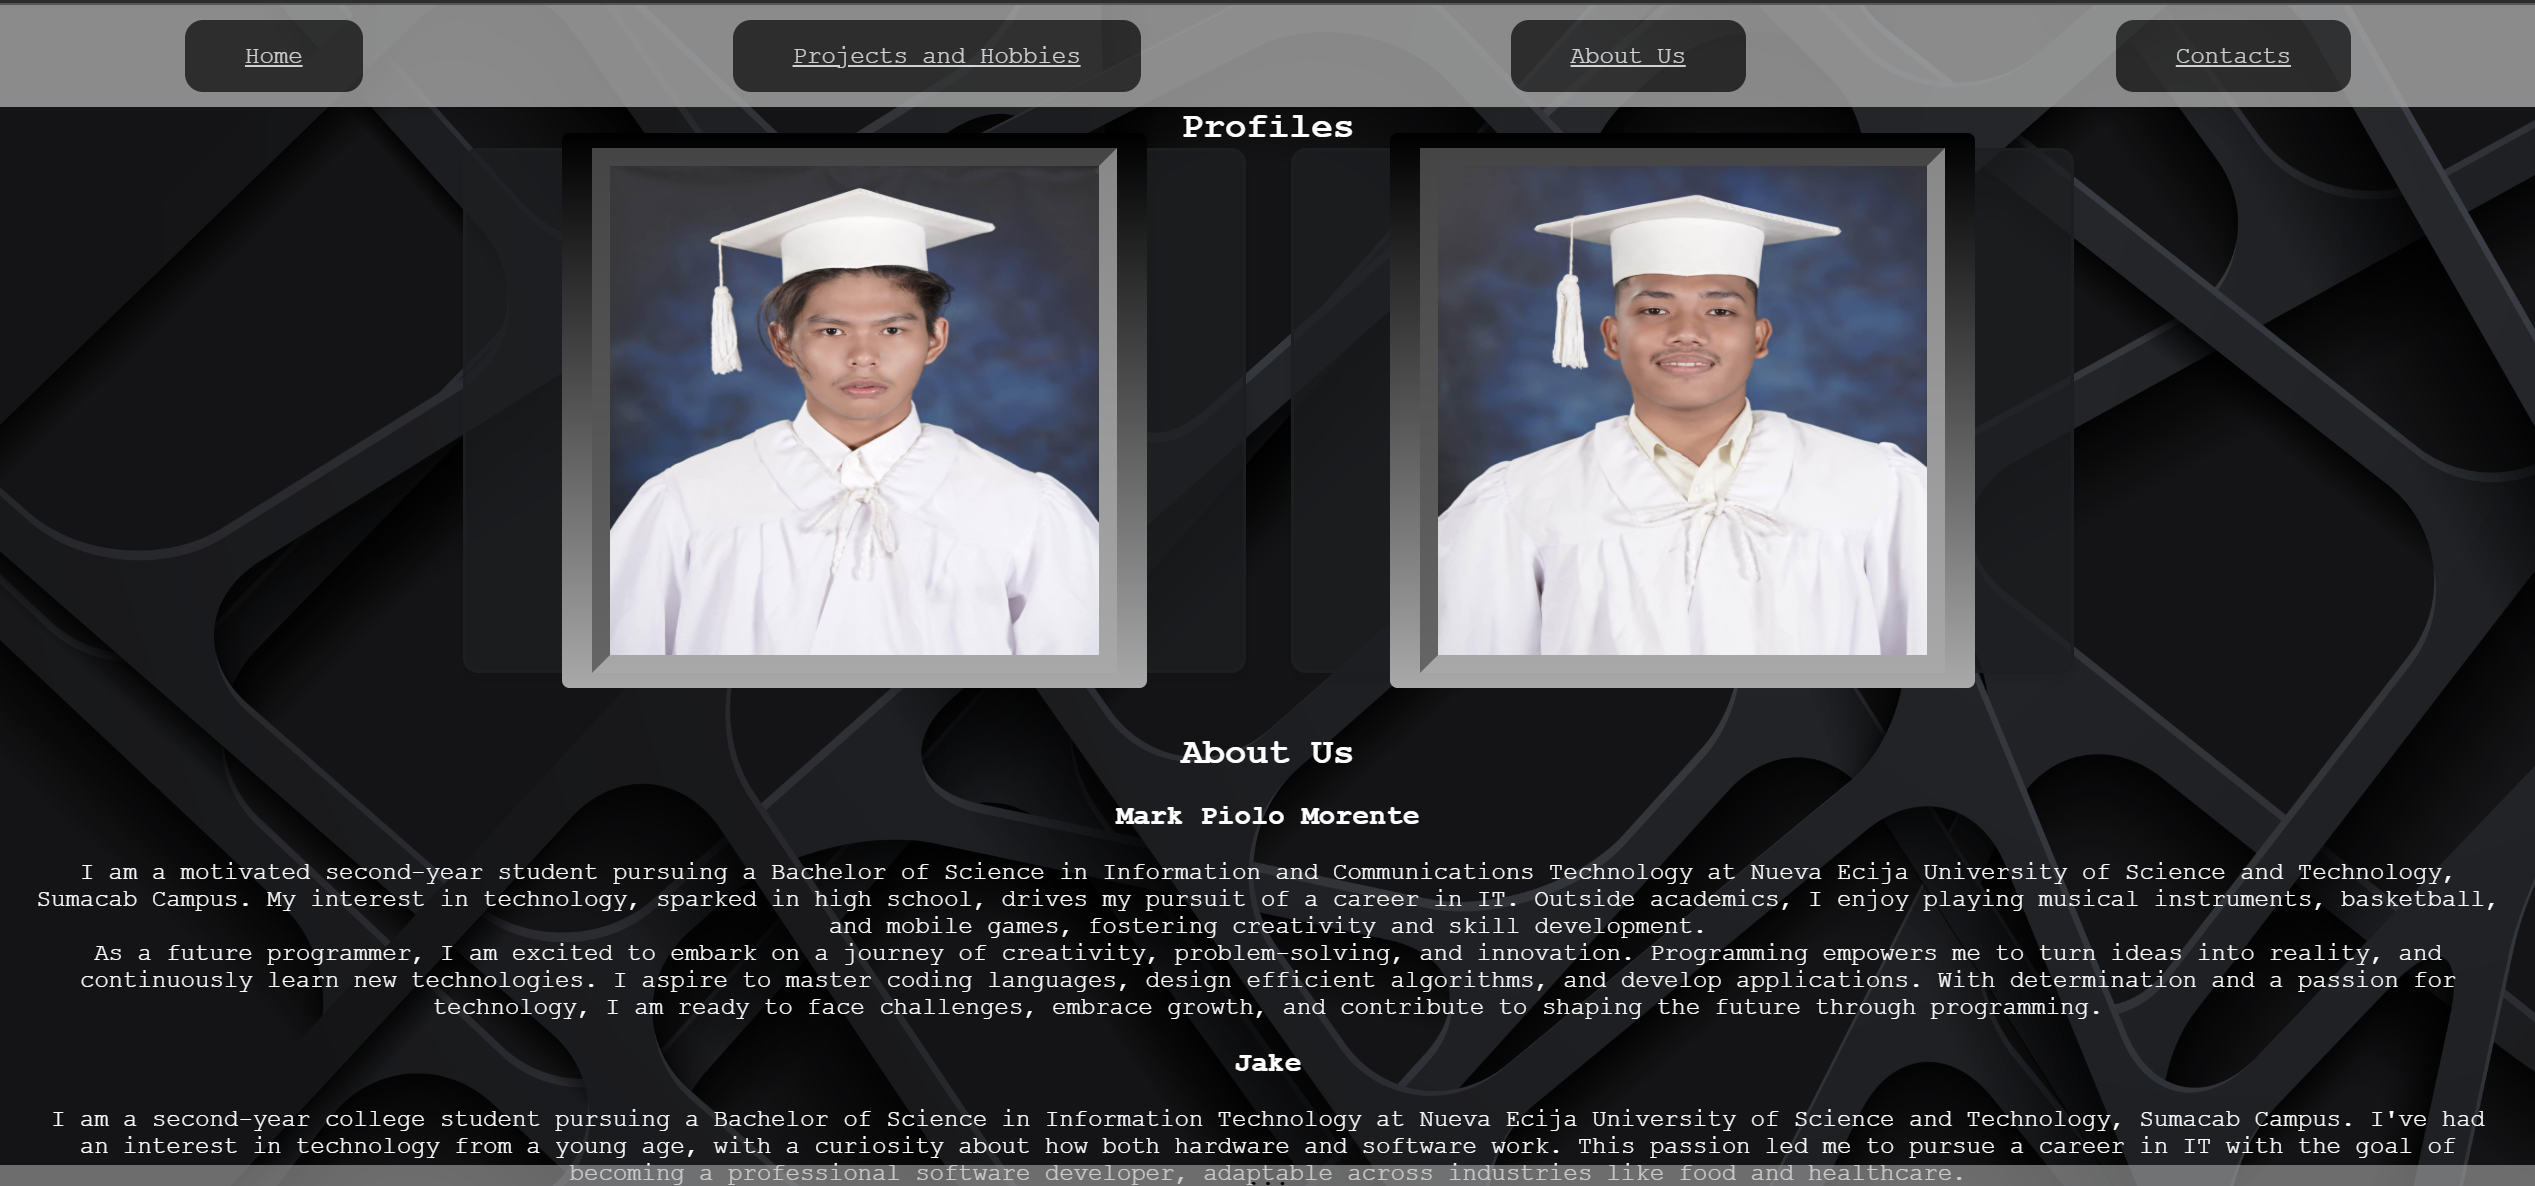 Home
Projects and Hobbies
About Us
Contacts
Profiles
About Us
Mark Piolo Morente
I am a motivated second-year student pursuing a Bachelor of Science in Information and Communications Technology at Nueva Ecija University of Science and Technology,
Sumacab Campus. My interest in technology, sparked in high school, drives my pursuit of a career in IT. Outside academics, I enjoy playing musical instruments, basketball,
and mobile games, fostering creativity and skill development.
As a future programmer, I am excited to embark on a journey of creativity, problem-solving, and innovation. Programming empowers me to turn ideas into reality, and
continuously learn new technologies. I aspire to master coding languages, design efficient algorithms, and develop applications. With determination and a passion for
technology, I am ready to face challenges, embrace growth, and contribute to shaping the future through programming.
Jake
I am a second-year college student pursuing a Bachelor of Science in Information Technology at Nueva Ecija University of Science and Technology, Sumacab Campus. I've had
an interest in technology from a young age, with a curiosity about how both hardware and software work. This passion led me to pursue a career in IT with the goal of
becoming a professional software developer, adaptable across industries like food and healthcare.